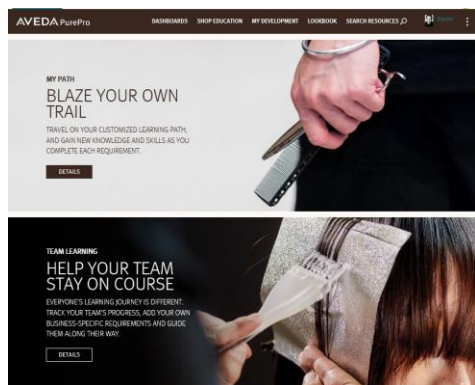 AVEDA PurePro
DASHBOARDS SHOP EDUCATION MY DEVELOPMENT LOOKBOOK SEARCH RESOURCES
MY PATH
BLAZE YOUR OWN
TRAIL
TRAVEL ON YOUR CUSTOMIZED LEARNING PATH,
AND GAIN NEW KNOWLEDGE AND SKILLS AS YOU
COMPLETE EACH REQUIREMENT.
DETAILS
TEAM LEARNING
HELP YOUR TEAM
STAY ON COURSE
EVERYONE'S LEARNING JOURNEY IS DIFFERENT.
TRACK YOUR TEAM'S PROGRESS, ADD YOUR OWN
BUSINESS-SPECIFIC REQUIREMENTS AND GUIDE
THEM ALONG THEIR WAY.
DETAILS